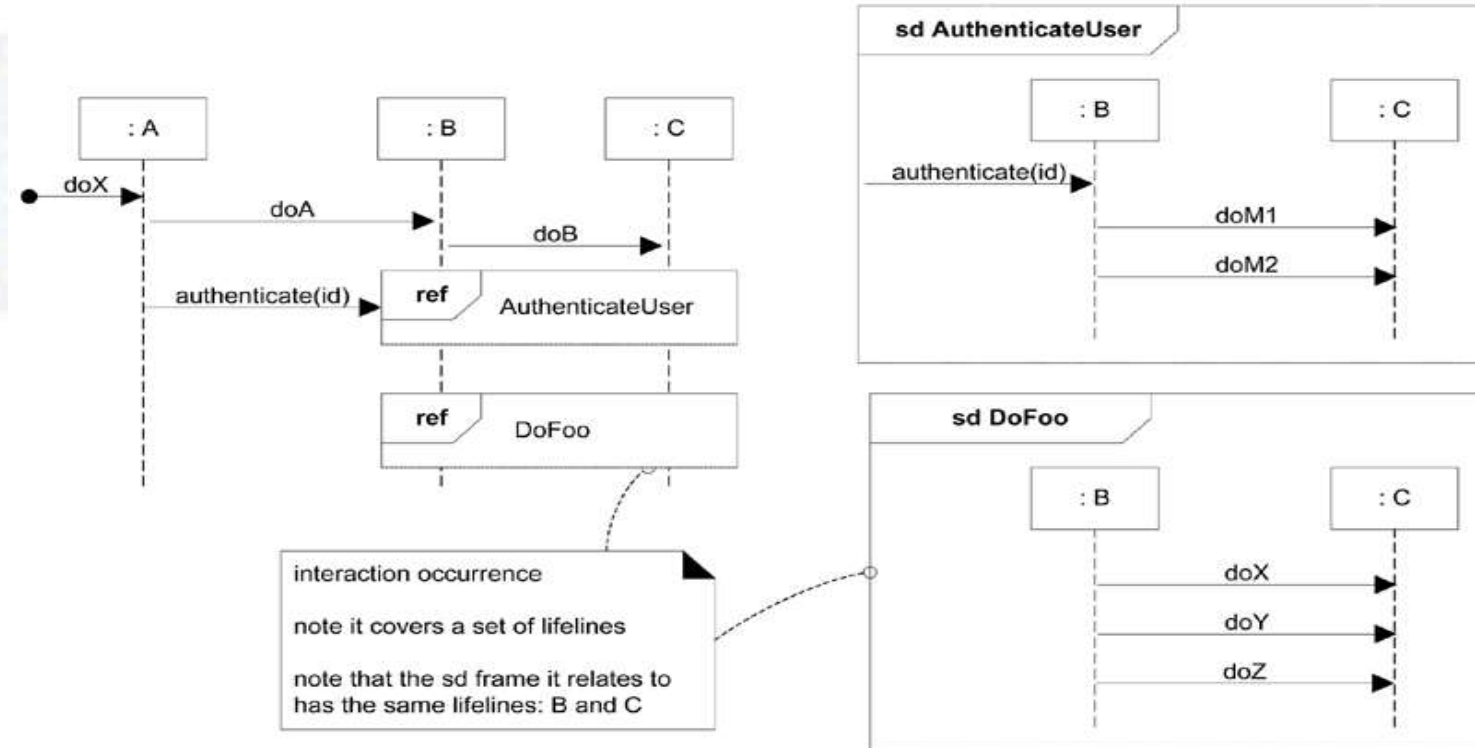 : A
: B
: C
doX
doA
doB
authenticate(id)
ref
AuthenticateUser
ref
DoFoo
interaction occurrence
note it covers a set of lifelines
note that the sd frame it relates to
has the same lifelines: B and C
sd AuthenticateUser
: B
: C
authenticate(id)
doM1
doM2
sd DoFoo
: B
: C
doX
doY
doZ